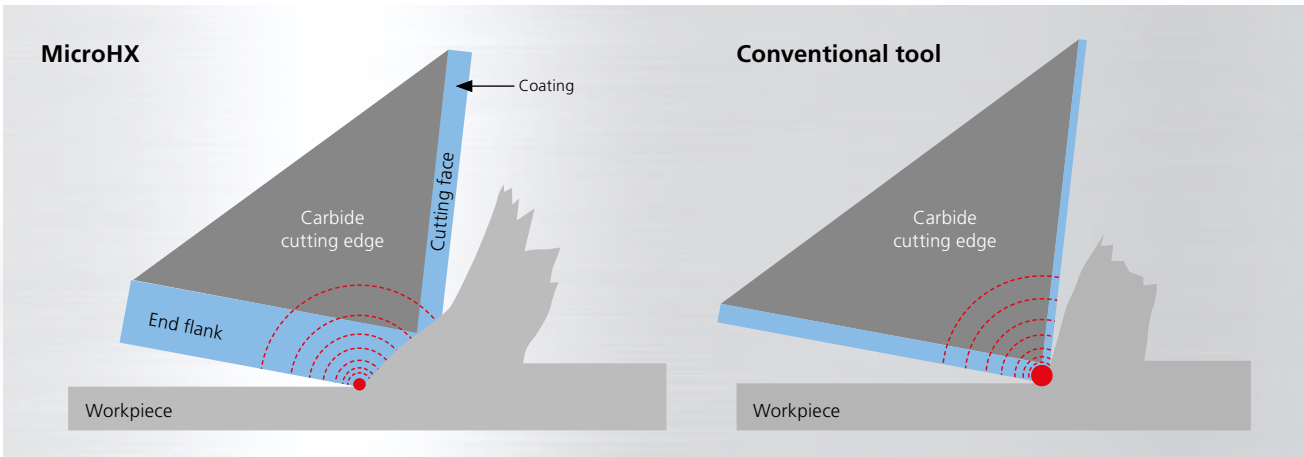 MicroHX
Coating
Cutting face
Carbide
cutting edge
End flank
Workpiece
Conventional tool
Carbide
cutting edge
Workpiece